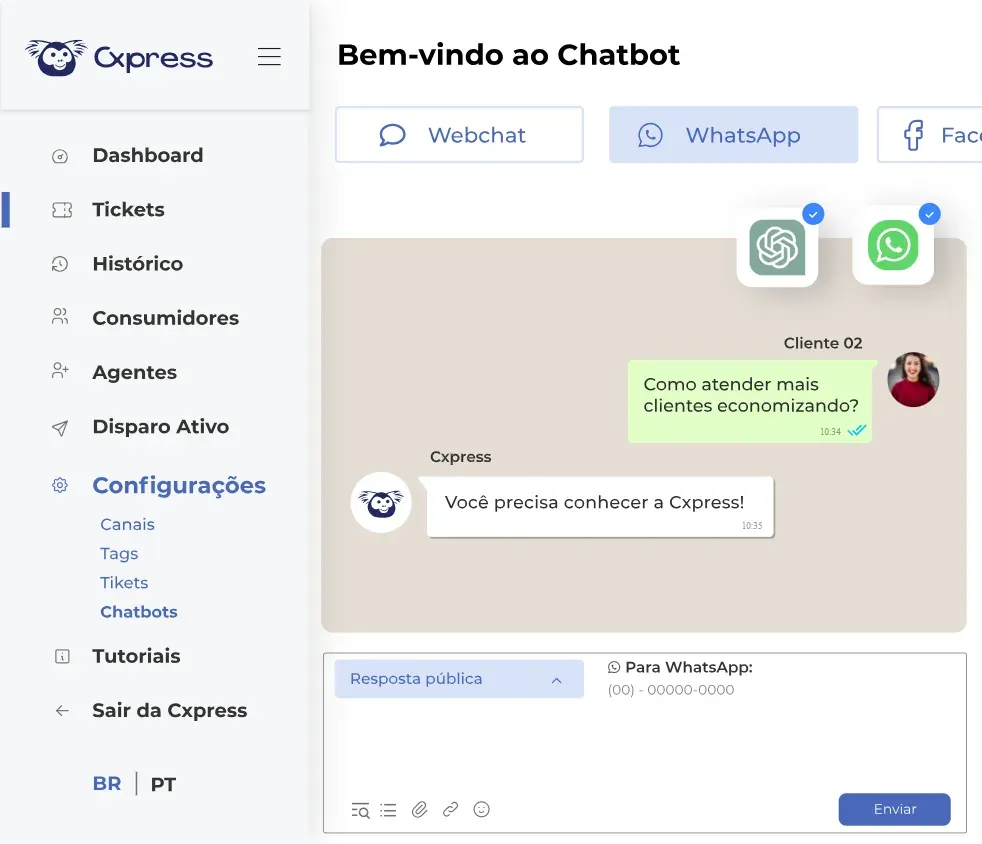 Cxpress
Dashboard
Tickets
Histórico
Consumidores
Agentes
Disparo Ativo
Configurações
Canais
Tags
Tikets
Chatbots
Tutoriais
Sair da Cxpress
BR | PT
Bem-vindo ao Chatbot
Webchat
WhatsApp
Face
Cliente 02
Como atender mais
clientes economizando?
10:34
Cxpress
Você precisa conhecer a Cxpress!
10:35
Resposta pública
Para WhatsApp:
(00) - 00000-0000
Enviar